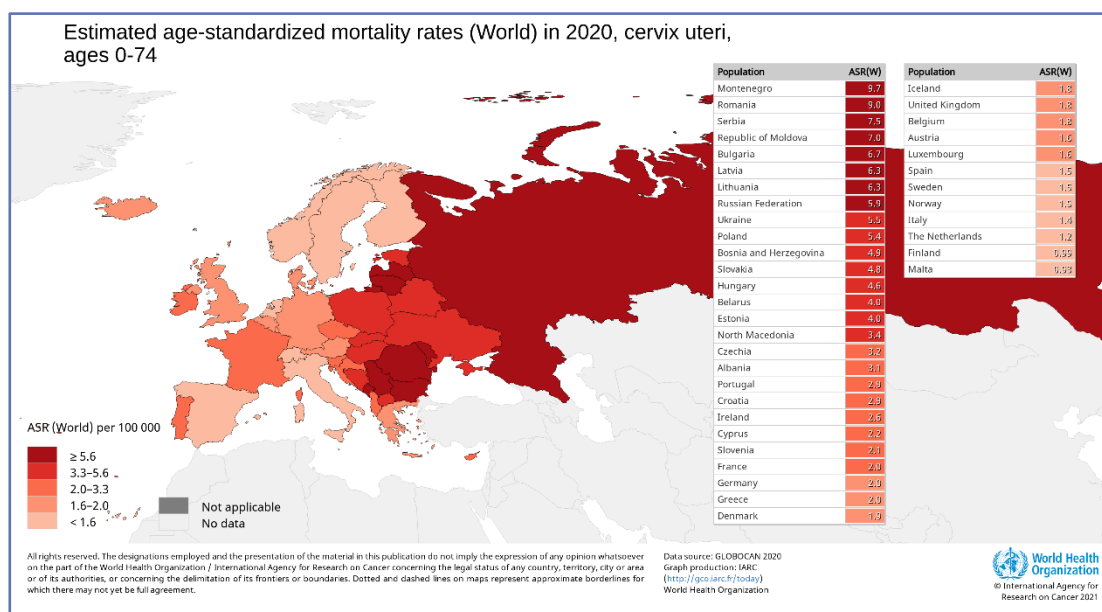 Estimated age-standardized mortality rates (World) in 2020, cervix uteri,
ages 0-74
Population ASR(W)
Montenegro 9.7
Romania 9.0
Serbia 7.5
Republic of Moldova 7.0
Bulgaria 6.7
Latvia 6.3
Lithuania 6.3
Russian Federation 5.9
Ukraine 5.5
Poland 5.4
Bosnia and Herzegovina 4.9
Slovakia 4.8
Hungary 4.6
Belarus 4.0
Estonia 4.0
North Macedonia 3.4
Czechia 3.2
Albania 3.1
Portugal 2.9
Croatia 2.9
Ireland 2.6
Cyprus 2.2
Slovenia 2.1
France 2.0
Germany 2.0
Greece 2.0
Denmark 1.9
Population ASR(W)
Iceland 1.8
United Kingdom 1.8
Belgium 1.8
Austria 1.6
Luxembourg 1.6
Spain 1.5
Sweden 1.5
Norway 1.5
Italy 1.4
The Netherlands 1.2
Finland 0.99
Malta 0.93
ASR (World) per 100 000
≥ 5.6
3.3–5.6
2.0–3.3
1.6–2.0
< 1.6
Not applicable
No data
All rights reserved. The designations employed and the presentation of the material in this publication do not imply the expression of any opinion whatsoever
on the part of the World Health Organization / International Agency for Research on Cancer concerning the legal status of any country, territory, city or area
or of its authorities, or concerning the delimitation of its frontiers or boundaries. Dotted and dashed lines on maps represent approximate borderlines for
which there may not yet be full agreement.
Data source: GLOBOCAN 2020
Graph production: IARC
(http://gco.iarc.fr/today)
World Health Organization
World Health
Organization
© International Agency for
Research on Cancer 2021